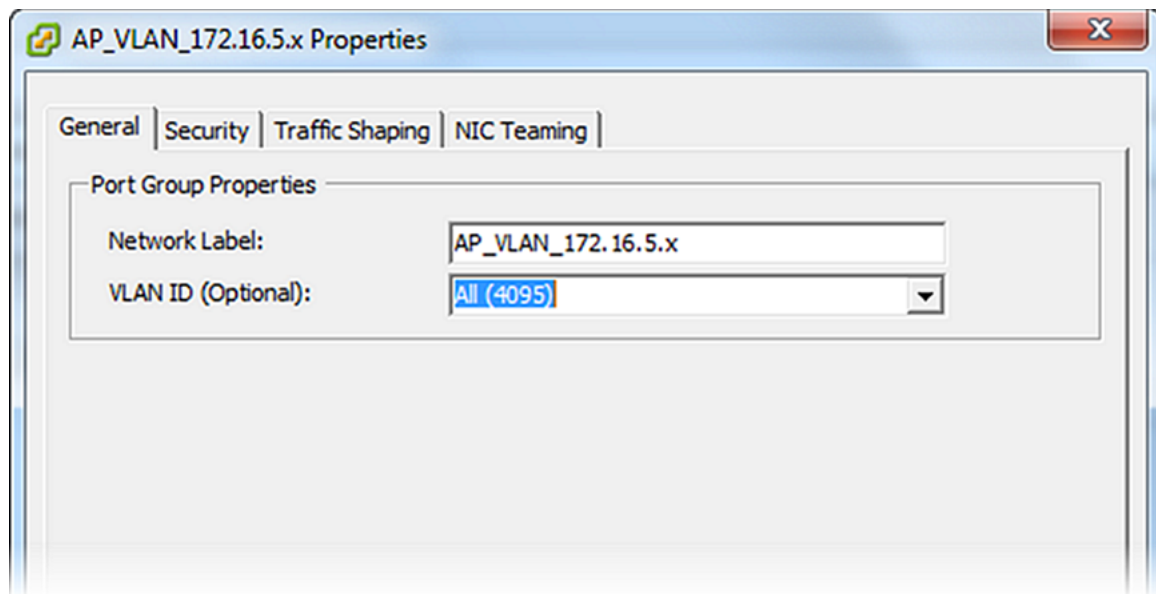 AP_VLAN_172.16.5.x Properties
General Security Traffic Shaping NIC Teaming
Port Group Properties
Network Label: AP_VLAN_172.16.5.x
VLAN ID (Optional): All (4095)